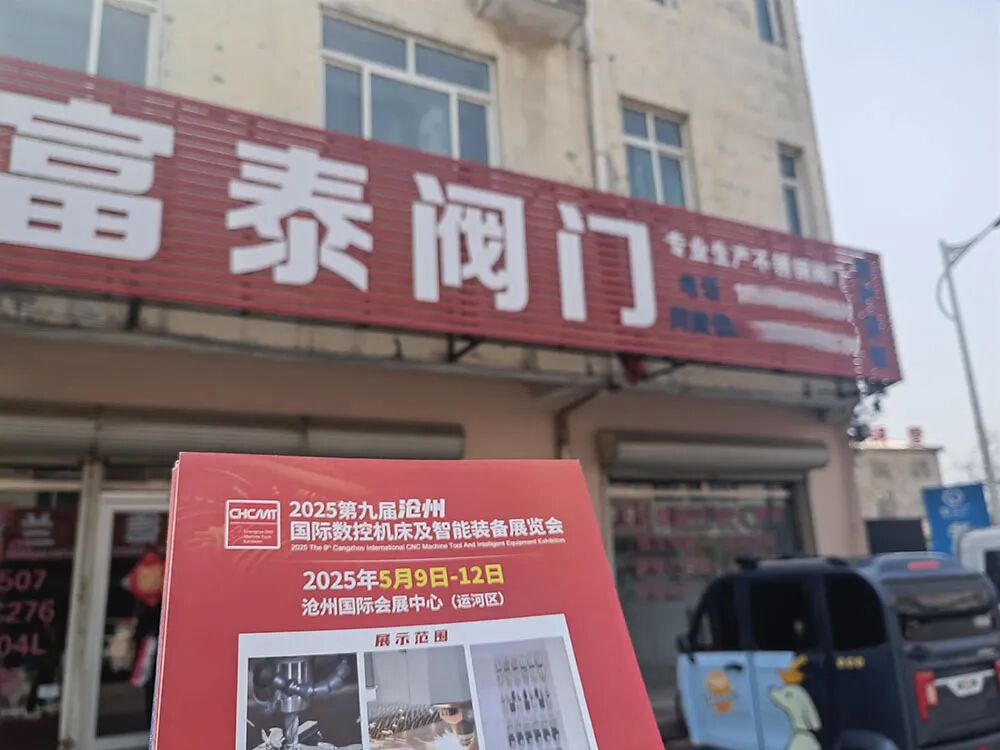 富泰阀门
专业生产不锈钢阀门
电话
CHCMT
2025第九届沧州
国际数控机床及智能装备展览会
2025 The 9th Cangzhou International CNC Machine Tool And Intelligent Equipment Exhibition
2025年5月9日-12日
沧州国际会展中心（运河区）
展示范围
兰
507
C276
04L